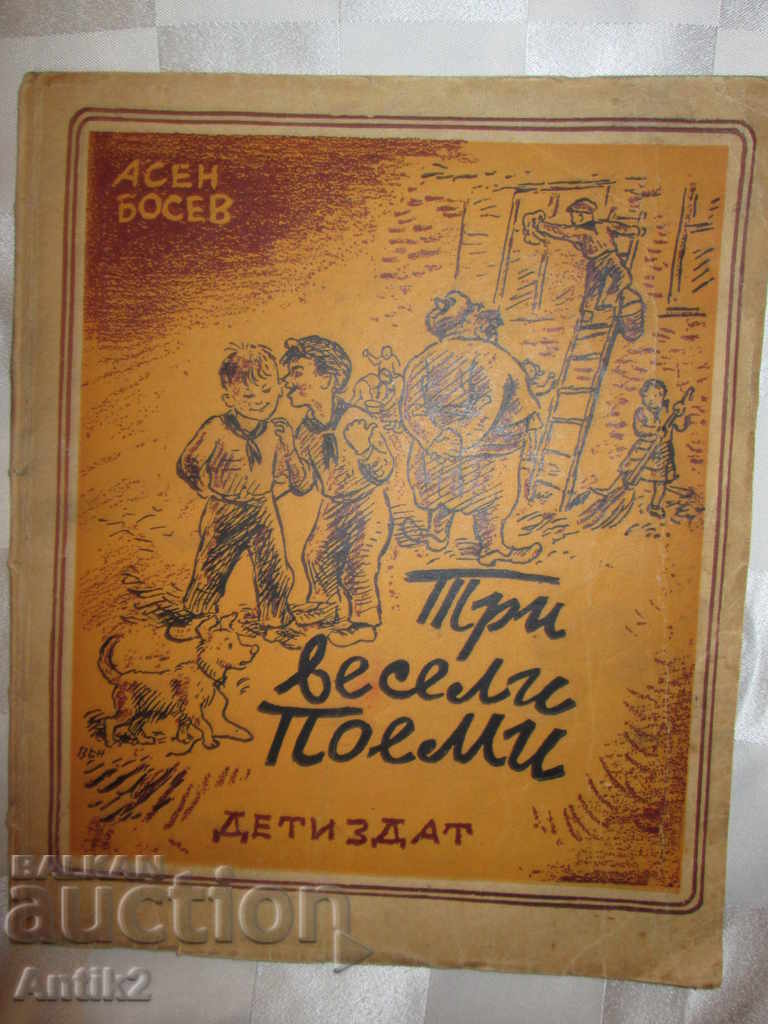 АСЕН
БОСЕВ
Три
весели
Поеми
ДЕТИЗДАТ
BALKAN
auction
Antik2